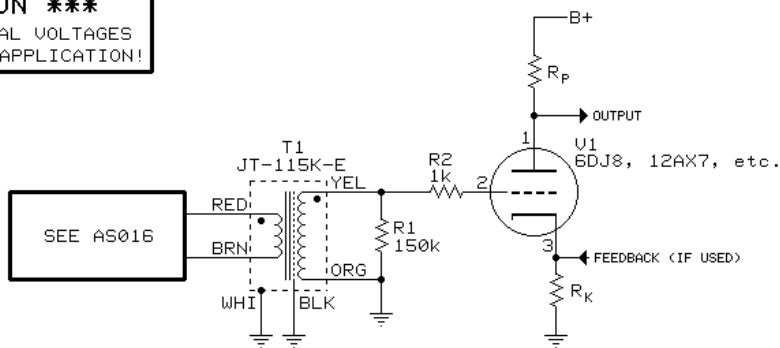 ***
AL VOLTAGES
APPLICATION!
B+
RP
OUTPUT
1
V1
6DJ8, 12AX7, etc.
T1
JT-115K-E
YEL
R2
1k
2
RED
SEE AS016
R1
150k
BRN
3
FEEDBACK (IF USED)
ORG
RK
WHI
BLK